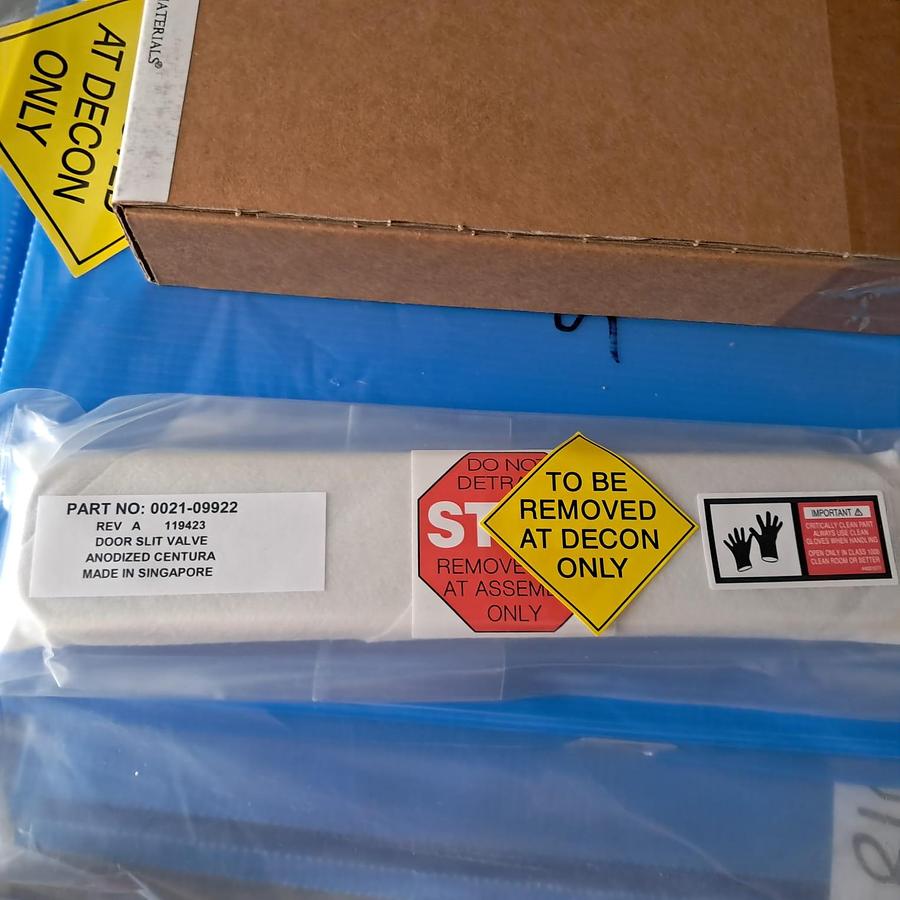 ATERIALS®
AT DECON
ONLY
PART NO: 0021-09922
REV A 119423
DOOR SLIT VALVE
ANODIZED CENTURA
MADE IN SINGAPORE
DO NOT
DETRA
ST
REMOVE
AT ASSEM
ONLY
TO BE
REMOVED
AT DECON
ONLY
IMPORTANT ⚠
CRITICALLY CLEAN PART
ALWAYS USE CLEAN
GLOVES WHEN HANDLING
OPEN ONLY IN CLASS 1000
CLEAN ROOM OR BETTER